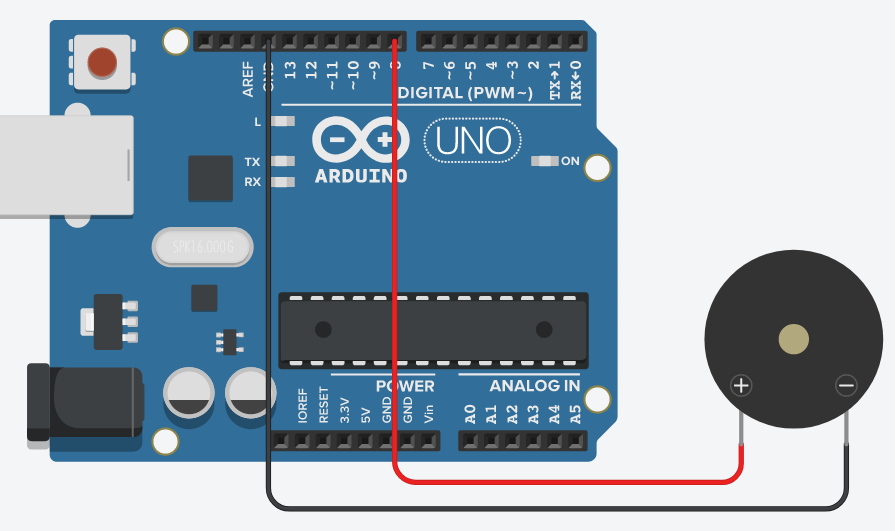 AREF
GND
13
12
~11
~10
~9
8
7
~6
~5
4
~3
2
TX→1
RX←0
DIGITAL (PWM~)
L
TX
RX
UNO
ON
ARDUINO
SPK16.000G
POWER
ANALOG IN
IOREF
RESET
3.3V
5V
GND
GND
Vin
A0
A1
A2
A3
A4
A5